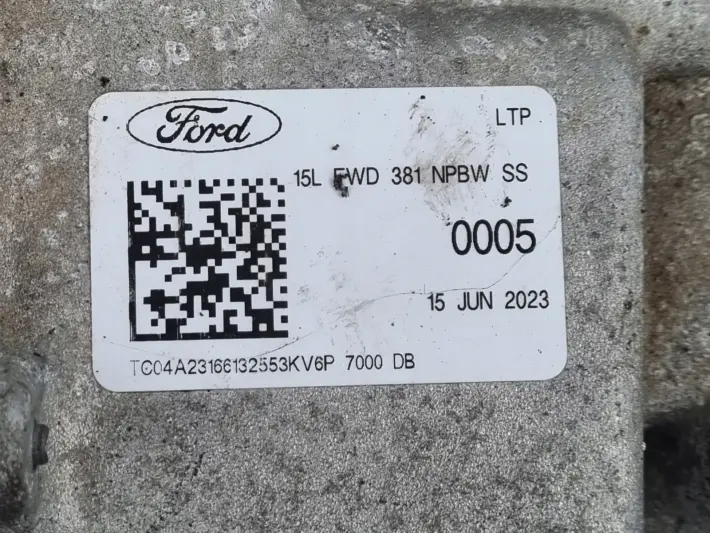 Ford
LTP
15L FWD 381 NPBW SS
0005
15 JUN 2023
TC04A23166132553KV6P 7000 DB